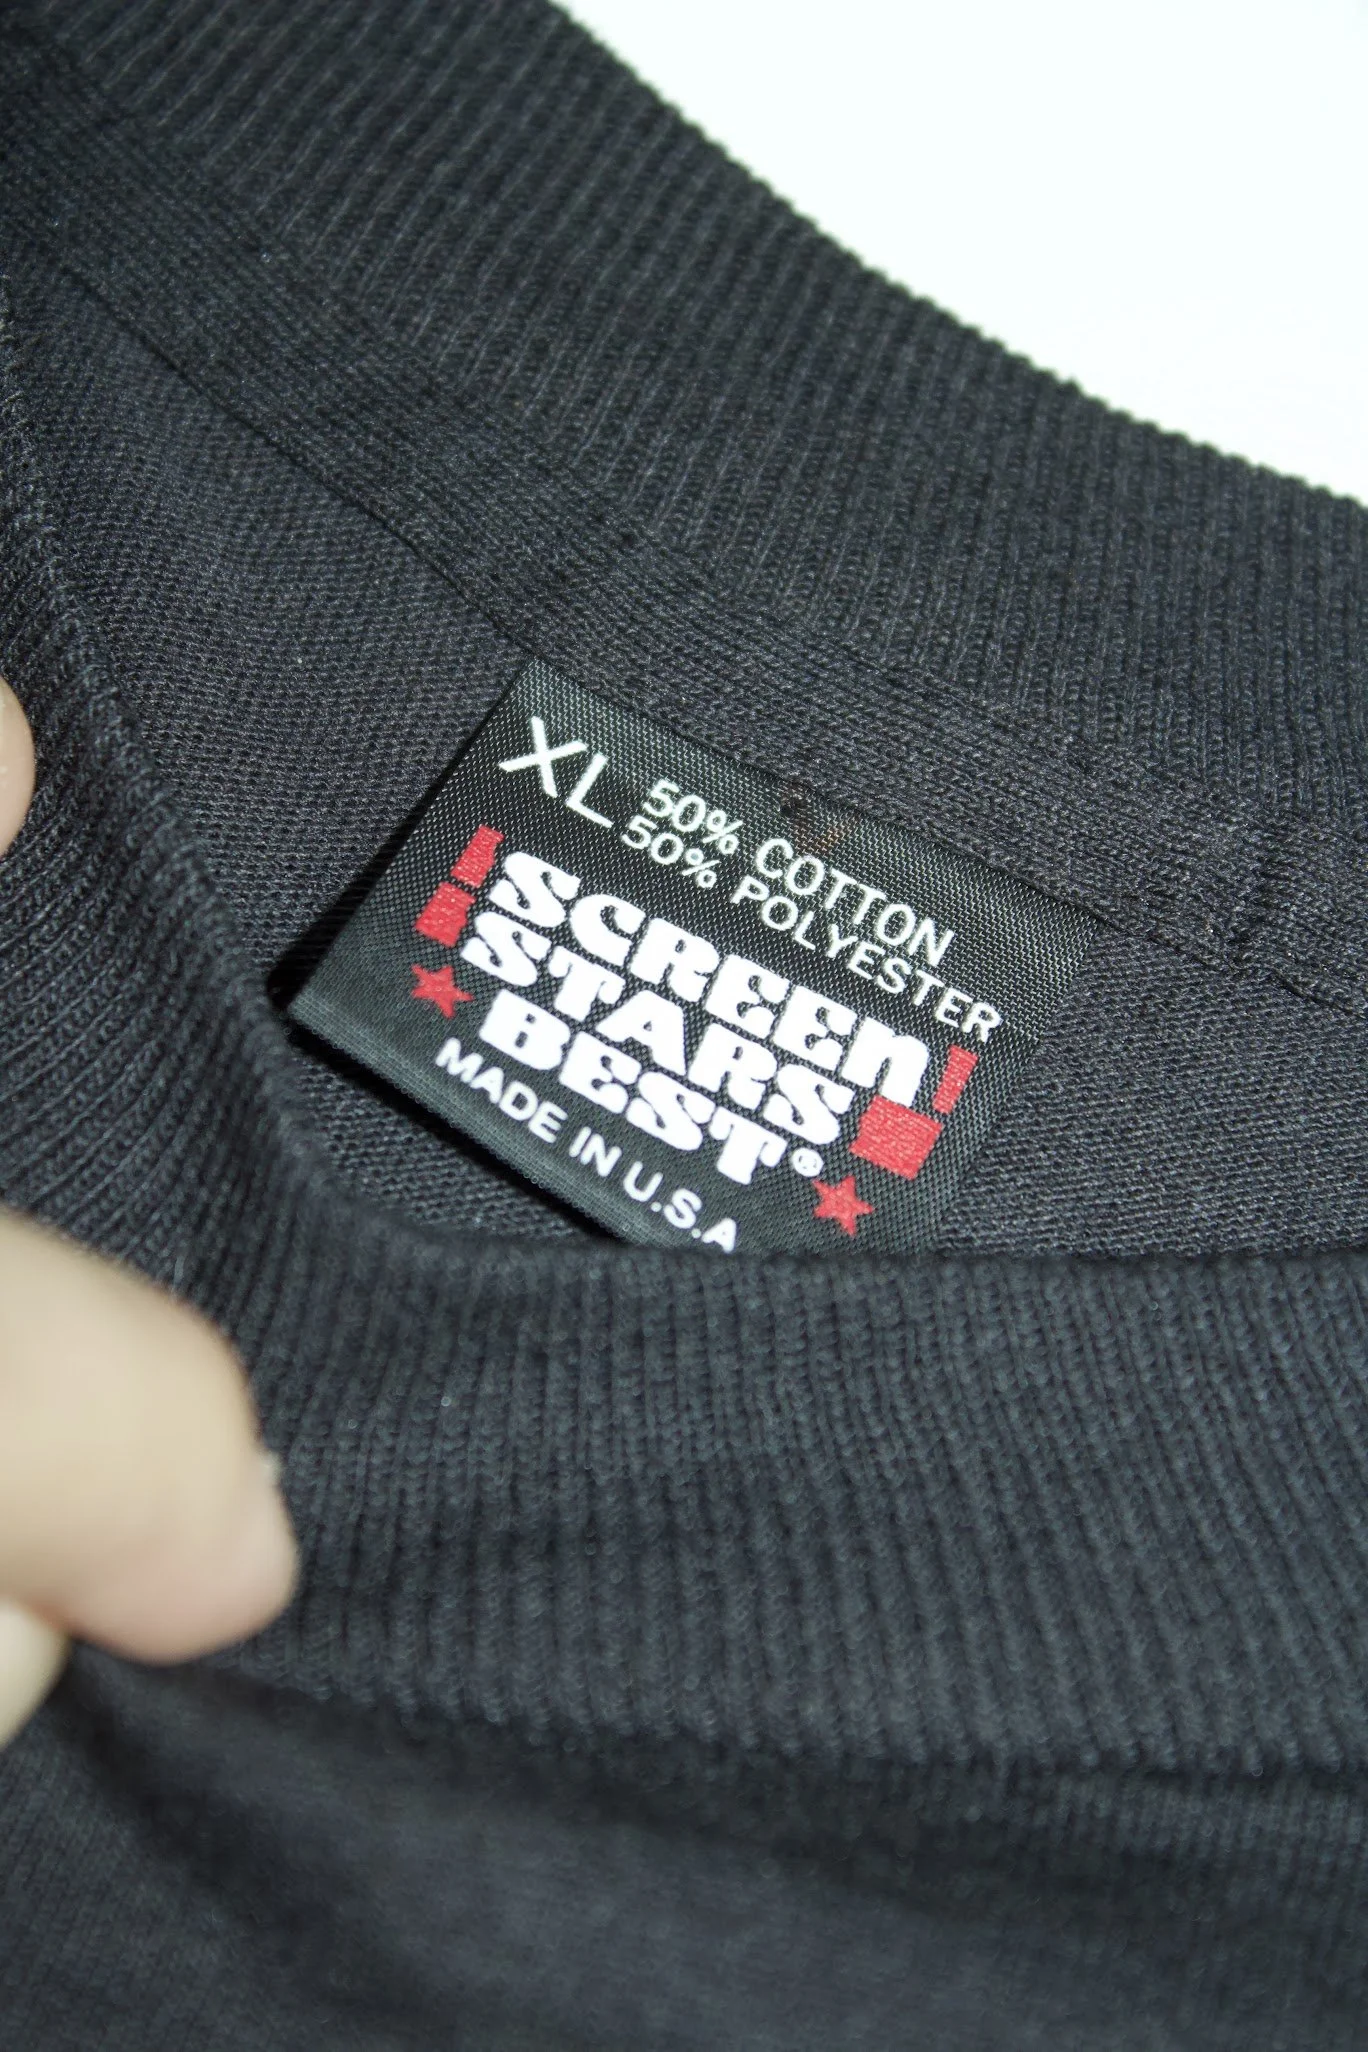 XL 50% COTTON
50% POLYESTER
SCREEN
STARS
BEST®
MADE IN U.S.A